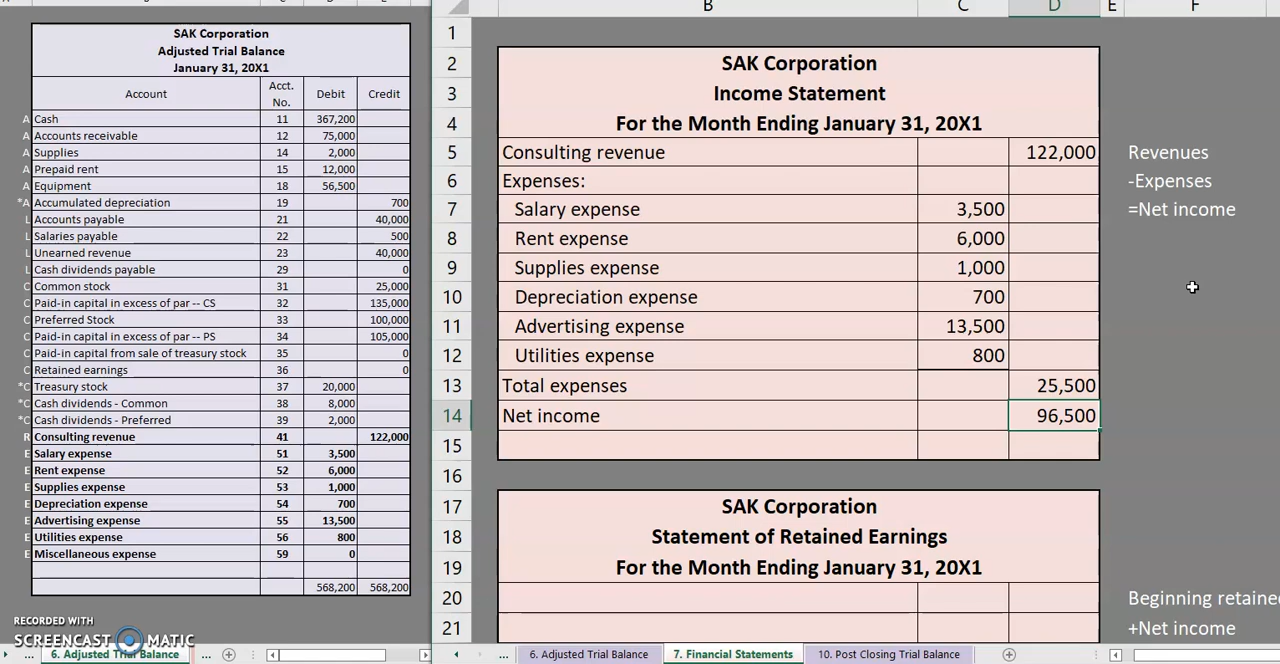 SAK Corporation
Adjusted Trial Balance
January 31, 20X1
Account Acct. No. Debit Credit
A Cash 11 367,200
A Accounts receivable 12 75,000
A Supplies 14 2,000
A Prepaid rent 15 12,000
A Equipment 18 56,500
*A Accumulated depreciation 19 700
L Accounts payable 21 40,000
L Salaries payable 22 500
L Unearned revenue 23 40,000
L Cash dividends payable 29 0
C Common stock 31 25,000
C Paid-in capital in excess of par -- CS 32 135,000
C Preferred Stock 33 100,000
C Paid-in capital in excess of par -- PS 34 105,000
C Paid-in capital from sale of treasury stock 35 0
C Retained earnings 36 0
*C Treasury stock 37 20,000
*C Cash dividends - Common 38 8,000
*C Cash dividends - Preferred 39 2,000
R Consulting revenue 41 122,000
E Salary expense 51 3,500
E Rent expense 52 6,000
E Supplies expense 53 1,000
E Depreciation expense 54 700
E Advertising expense 55 13,500
E Utilities expense 56 800
E Miscellaneous expense 59 0
568,200 568,200
RECORDED WITH
SCREENCAST MATIC
... 6. Adjusted Trial Balance ...
B C D E F
1
2 SAK Corporation
3 Income Statement
4 For the Month Ending January 31, 20X1
5 Consulting revenue 122,000 Revenues
6 Expenses: -Expenses
7 Salary expense 3,500 =Net income
8 Rent expense 6,000
9 Supplies expense 1,000
10 Depreciation expense 700
11 Advertising expense 13,500
12 Utilities expense 800
13 Total expenses 25,500
14 Net income 96,500
15
16
17 SAK Corporation
18 Statement of Retained Earnings
19 For the Month Ending January 31, 20X1
20 Beginning retaine
21 +Net income
... 6. Adjusted Trial Balance 7. Financial Statements 10. Post Closing Trial Balance